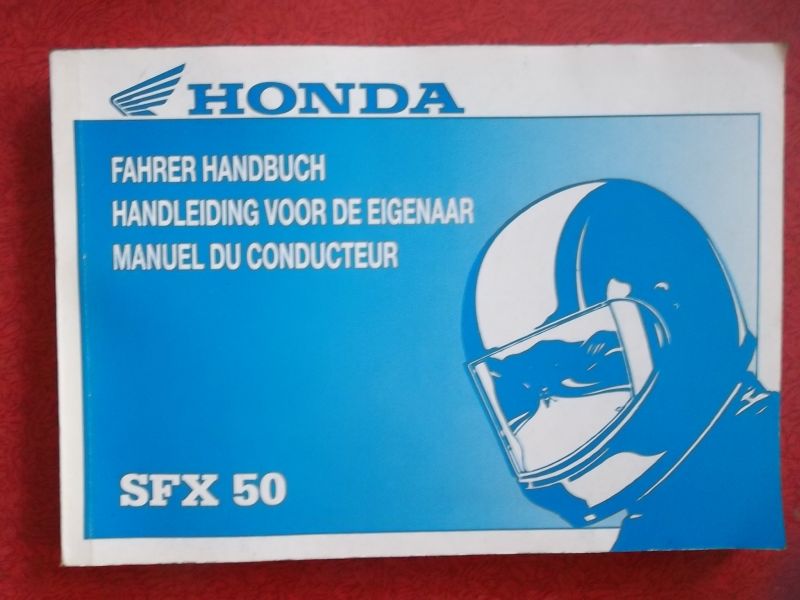 HONDA
FAHRER HANDBUCH
HANDLEIDING VOOR DE EIGENAAR
MANUEL DU CONDUCTEUR
SFX 50